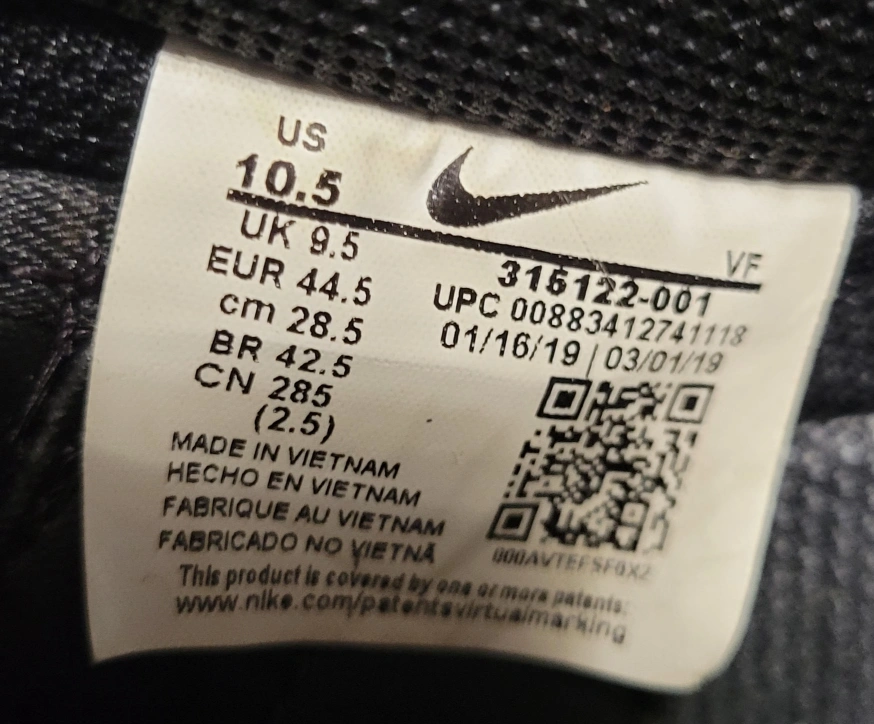 US
10.5
UK 9.5
EUR 44.5
cm 28.5
BR 42.5
CN 285
(2.5)
MADE IN VIETNAM
HECHO EN VIETNAM
FABRIQUE AU VIETNAM
FABRICADO NO VIETNÃ
VF
315122-001
UPC 00883412741118
01/16/19 | 03/01/19
This product is covered by one or more patents:
www.nike.com/patentsvirtualmarking